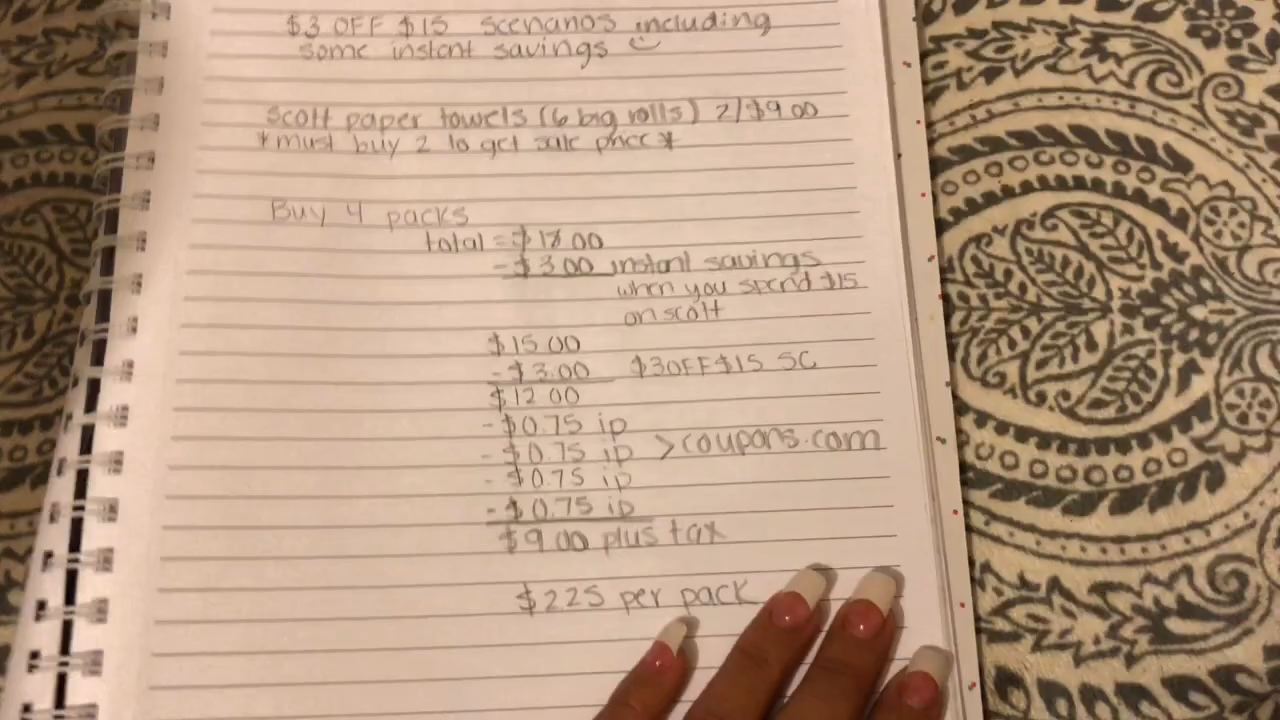 $3 OFF $15 scenarios including
some instant savings
Scott paper towels (6 big rolls) 2/$9.00
*must buy 2 to get sale price*
Buy 4 packs
total = $18.00
- $3.00 instant savings
when you spend $15
on scott
$15.00
- $3.00 $3OFF$15 SC
$12.00
- $0.75 ip
- $0.75 ip >coupons.com
- $0.75 ip
- $0.75 ip
$9.00 plus tax
$2.25 per pack